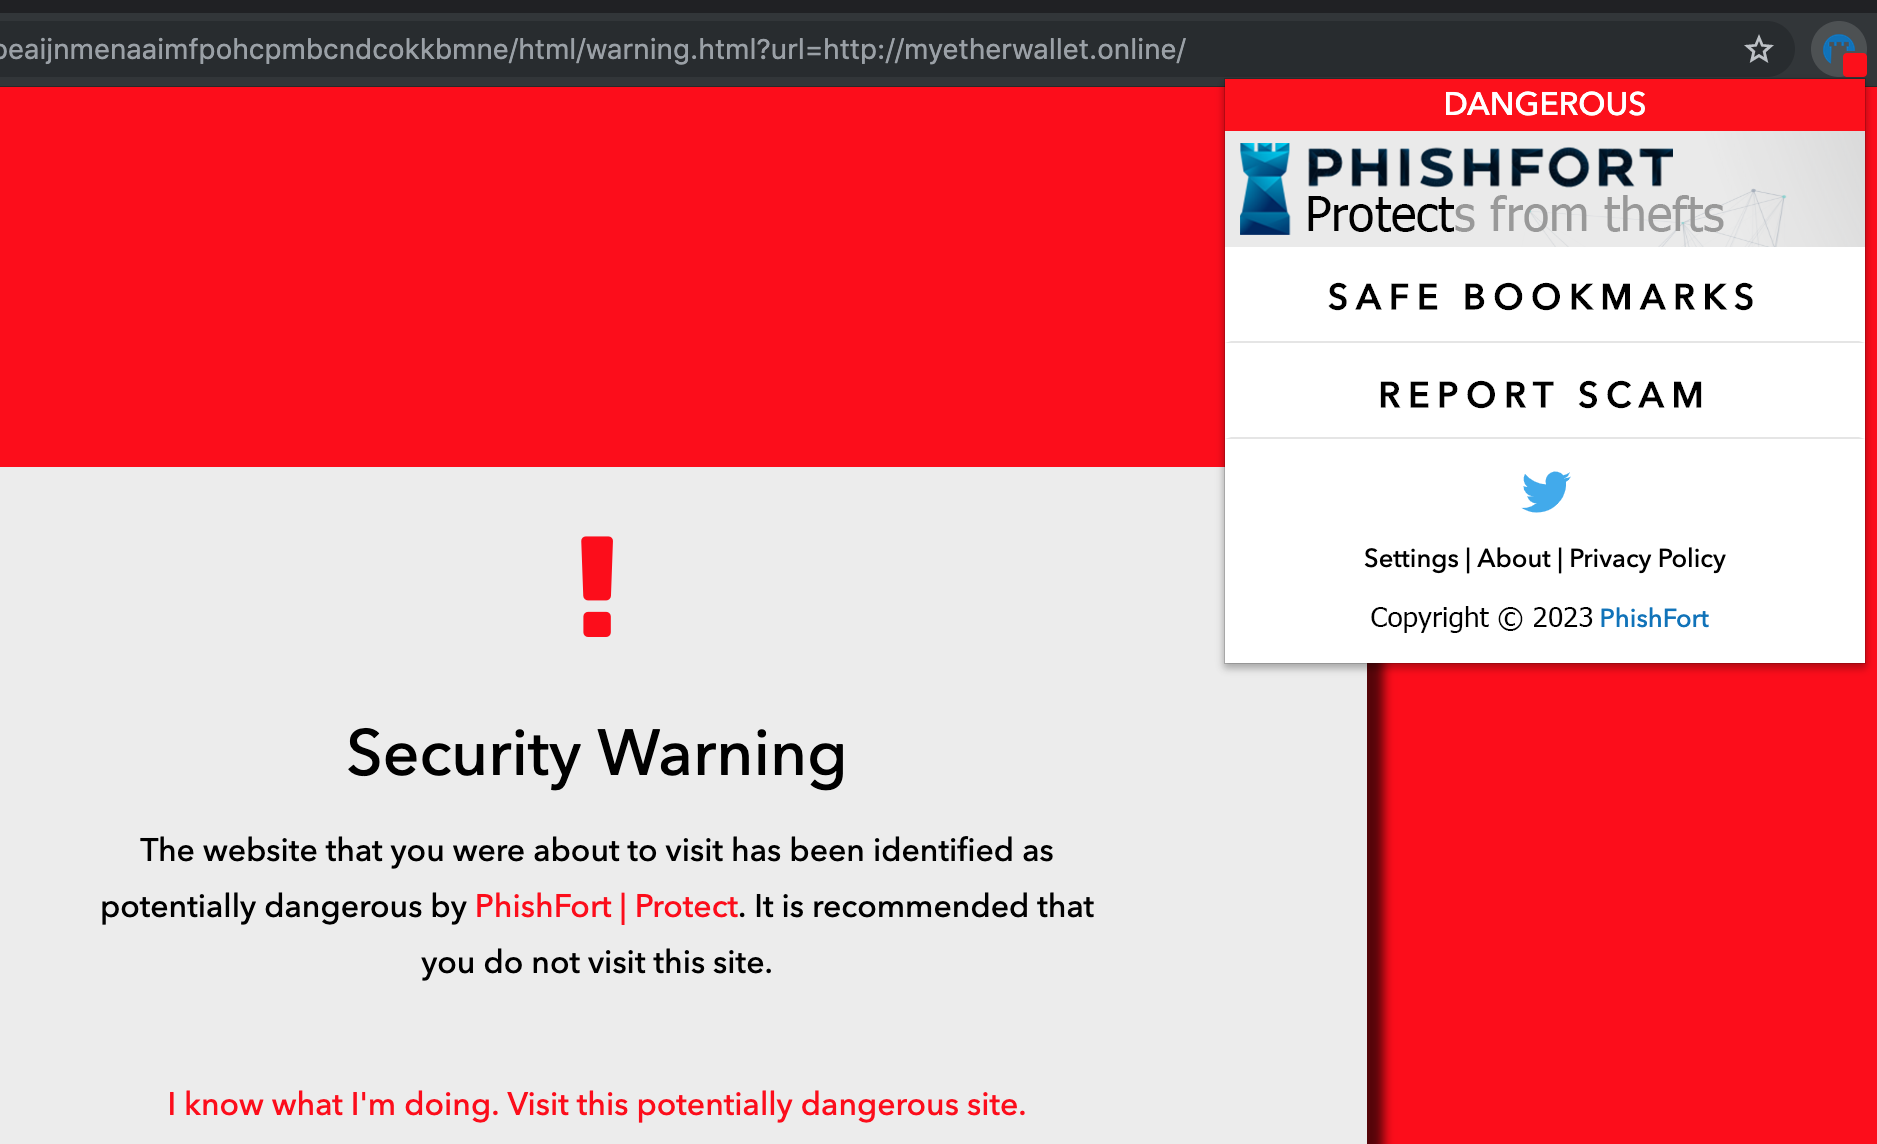 beaijnmenaaimfpohcpmbcndcokkbmne/html/warning.html?url=http://myetherwallet.online/
DANGEROUS
PHISHFORT
Protects from thefts
SAFE BOOKMARKS
REPORT SCAM
Settings | About | Privacy Policy
Copyright © 2023 PhishFort
Security Warning
The website that you were about to visit has been identified as
potentially dangerous by PhishFort | Protect. It is recommended that
you do not visit this site.
I know what I'm doing. Visit this potentially dangerous site.